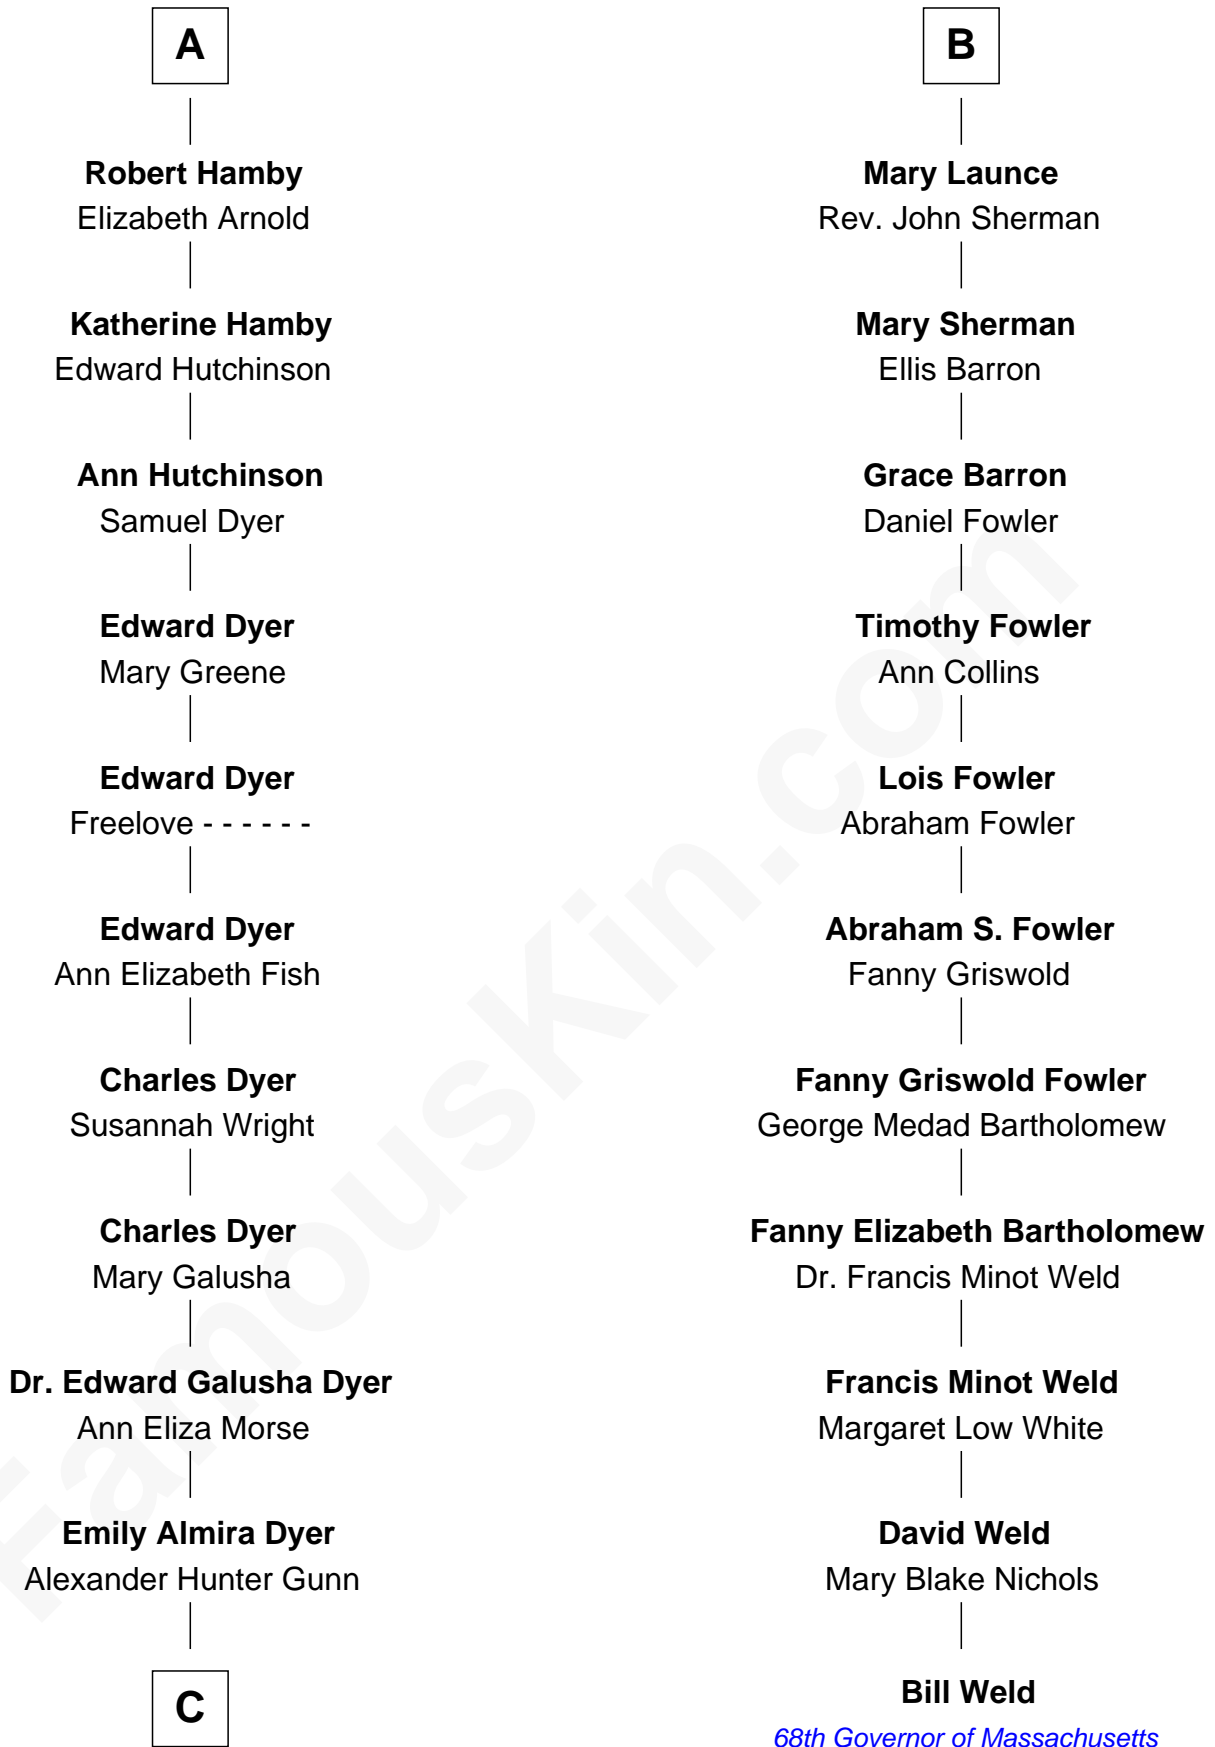 A
Robert Hamby
Elizabeth Arnold
Katherine Hamby
Edward Hutchinson
Ann Hutchinson
Samuel Dyer
Edward Dyer
Mary Greene
Edward Dyer
Freelove - - - - - -
Edward Dyer
Ann Elizabeth Fish
Charles Dyer
Susannah Wright
Charles Dyer
Mary Galusha
Dr. Edward Galusha Dyer
Ann Eliza Morse
Emily Almira Dyer
Alexander Hunter Gunn
C
B
Mary Launce
Rev. John Sherman
Mary Sherman
Ellis Barron
Grace Barron
Daniel Fowler
Timothy Fowler
Ann Collins
Lois Fowler
Abraham Fowler
Abraham S. Fowler
Fanny Griswold
Fanny Griswold Fowler
George Medad Bartholomew
Fanny Elizabeth Bartholomew
Dr. Francis Minot Weld
Francis Minot Weld
Margaret Low White
David Weld
Mary Blake Nichols
Bill Weld
68th Governor of Massachusetts
FamousKin.com